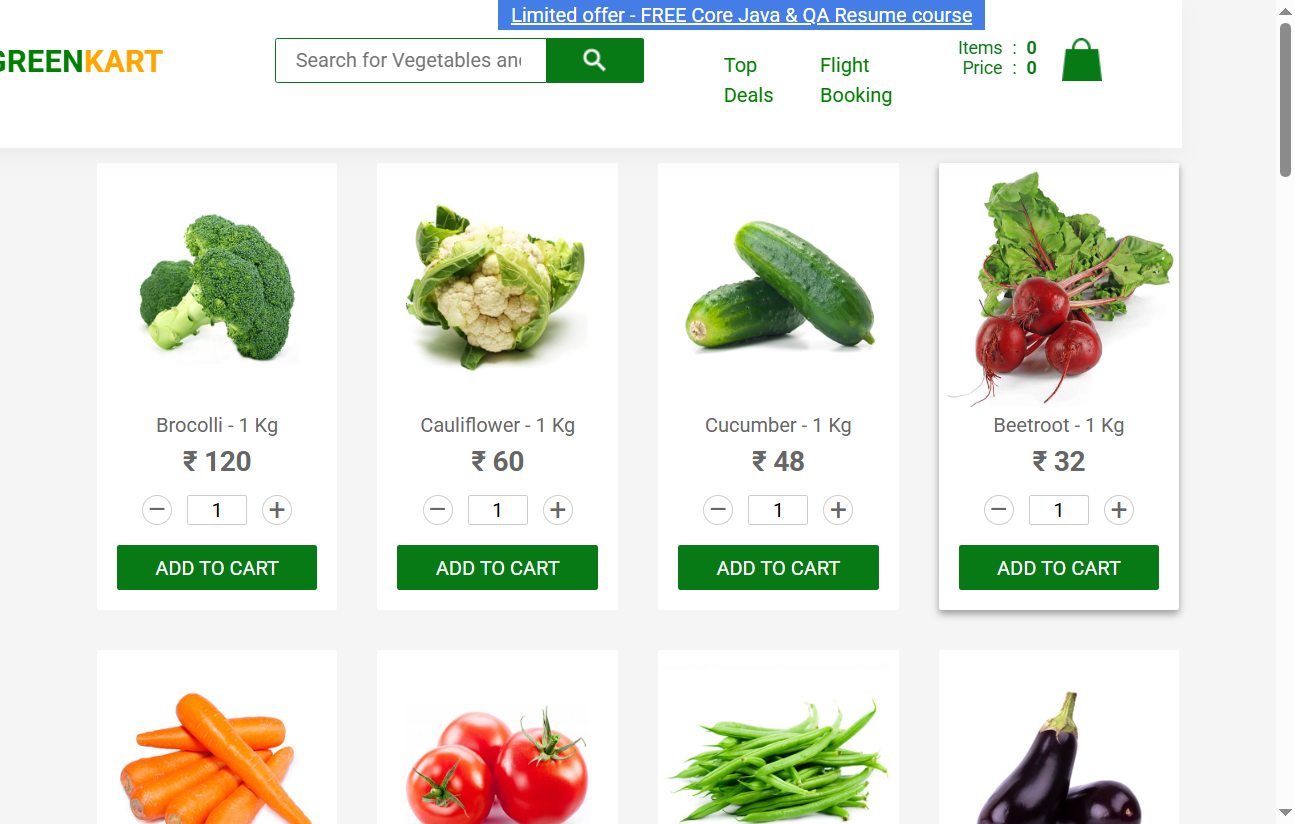 Limited offer - FREE Core Java & QA Resume course
GREENKART
Search for Vegetables and
Top Deals
Flight Booking
Items : 0
Price : 0
Brocolli - 1 Kg
₹ 120
− 1 +
ADD TO CART
Cauliflower - 1 Kg
₹ 60
− 1 +
ADD TO CART
Cucumber - 1 Kg
₹ 48
− 1 +
ADD TO CART
Beetroot - 1 Kg
₹ 32
− 1 +
ADD TO CART